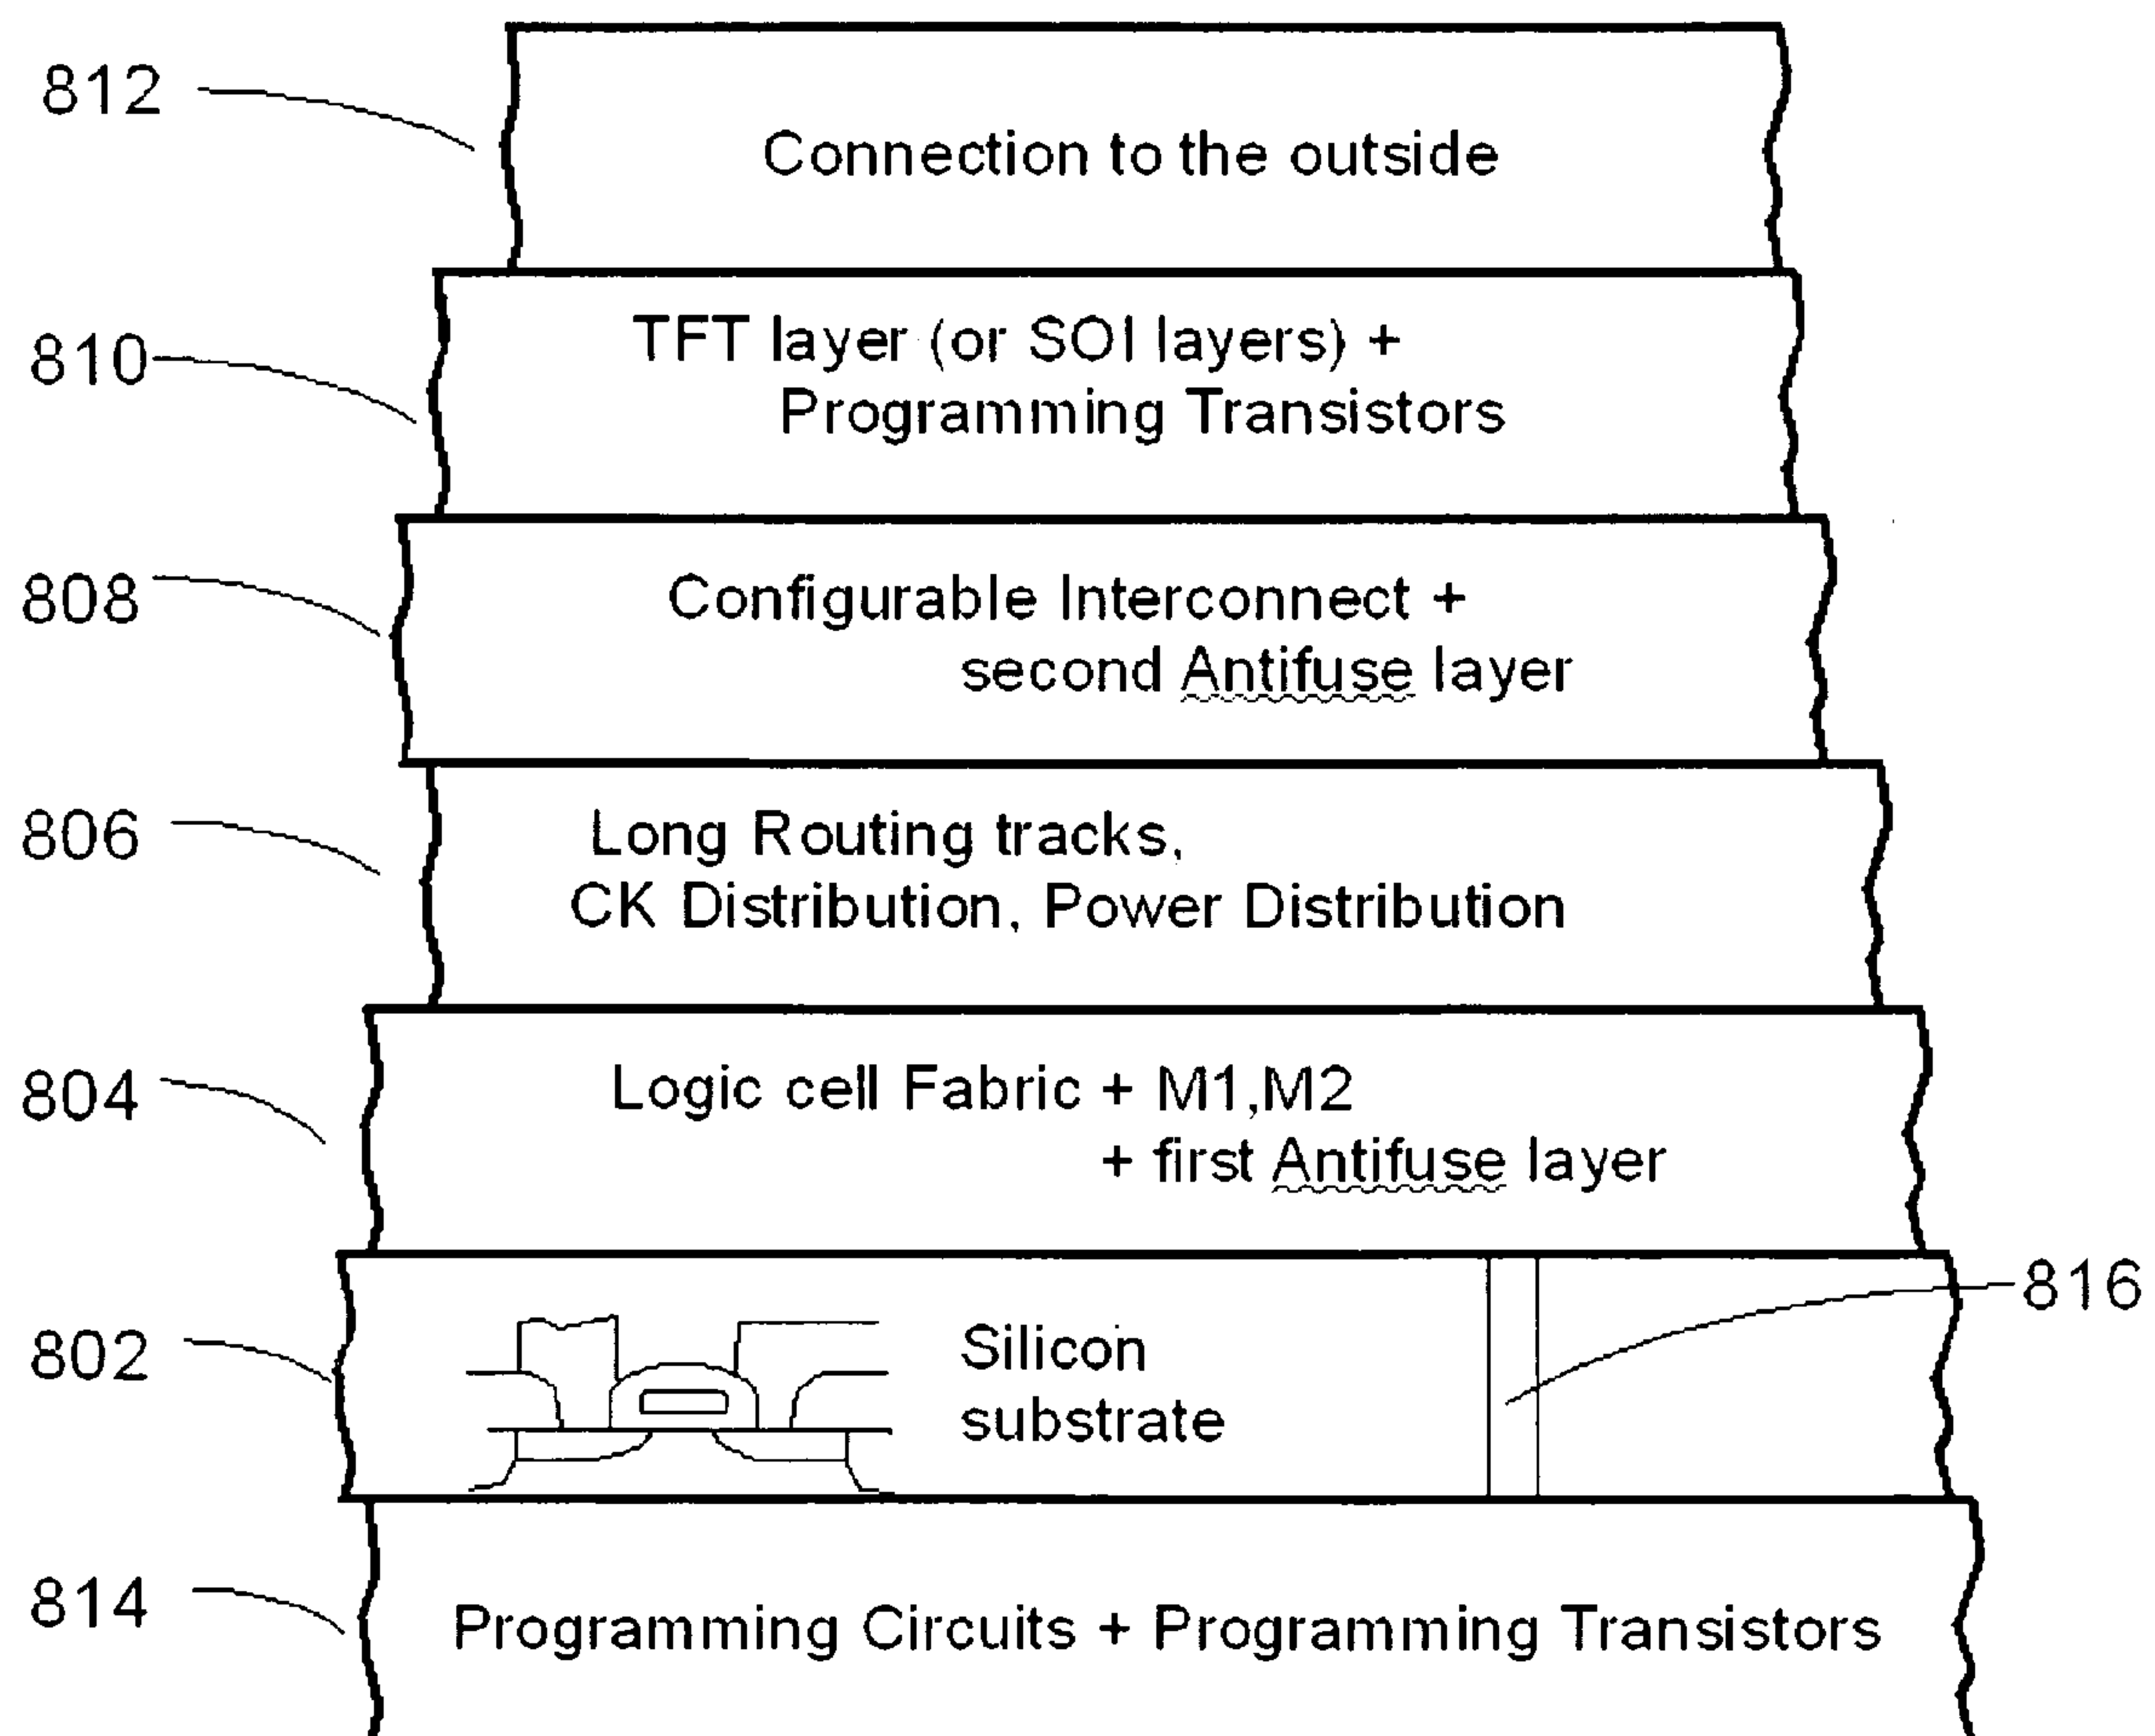 812
Connection to the outside
810
TFT layer (or SOI layers) +
Programming Transistors
808
Configurable Interconnect +
second Antifuse layer
806
Long Routing tracks,
CK Distribution, Power Distribution
804
Logic cell Fabric + M1,M2
+ first Antifuse layer
816
802
Silicon
substrate
814
Programming Circuits + Programming Transistors